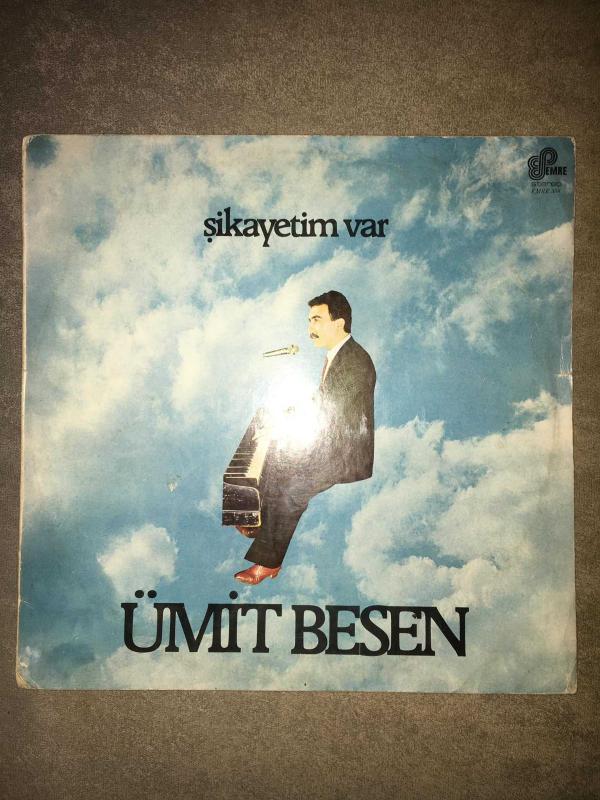 EMRE
stereo
şikayetim var
ÜMİT BESEN